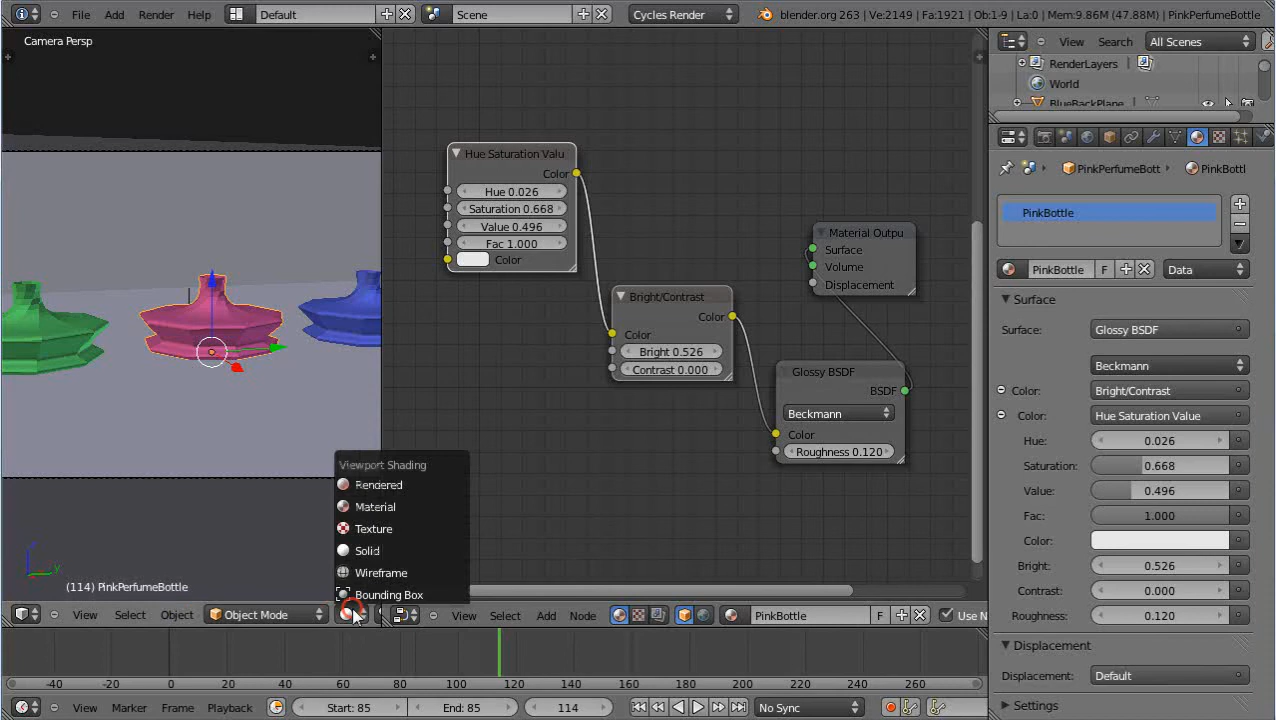 File Add Render Help Default Scene Cycles Render blender.org 263 | Ve:2149 | Fa:1921 | Ob:1-9 | La:0 | Mem:9.86M (47.88M) | PinkPerfumeBottle
Camera Persp
View Search All Scenes
RenderLayers
World
BlueBackPlane
PinkPerfumeBott PinkBottl
PinkBottle
PinkBottle F Data
Surface
Surface: Glossy BSDF
Beckmann
Color: Bright/Contrast
Color: Hue Saturation Value
Hue: 0.026
Saturation: 0.668
Value: 0.496
Fac: 1.000
Color:
Bright: 0.526
Contrast: 0.000
Roughness: 0.120
Displacement
Displacement: Default
Settings
Hue Saturation Valu
Color
Hue 0.026
Saturation 0.668
Value 0.496
Fac 1.000
Color
Bright/Contrast
Color
Color
Bright 0.526
Contrast 0.000
Material Outpu
Surface
Volume
Displacement
Glossy BSDF
BSDF
Beckmann
Color
Roughness 0.120
Viewport Shading
Rendered
Material
Texture
Solid
Wireframe
Bounding Box
(114) PinkPerfumeBottle
View Select Object Object Mode
View Select Add Node PinkBottle F Use N
-40 -20 0 20 40 60 80 100 120 140 160 180 200 220 240 260
View Marker Frame Playback Start: 85 End: 85 114 No Sync